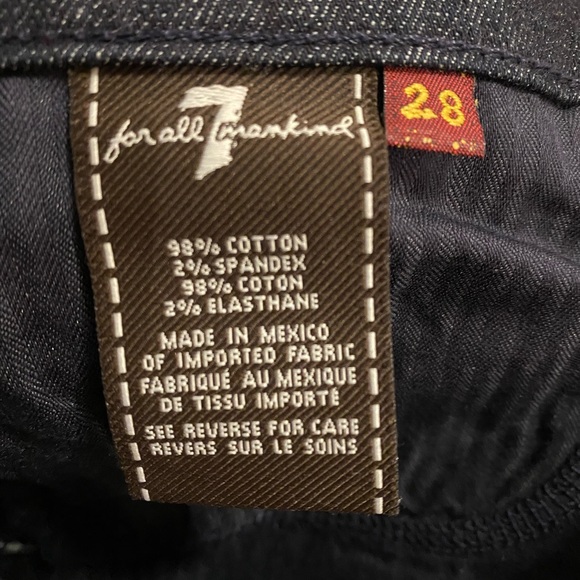 7
for all mankind
28
98% COTTON
2% SPANDEX
98% COTON
2% ELASTHANE
MADE IN MEXICO
OF IMPORTED FABRIC
FABRIQUÉ AU MEXIQUE
DE TISSU IMPORTÉ
SEE REVERSE FOR CARE
REVERS SUR LE SOINS